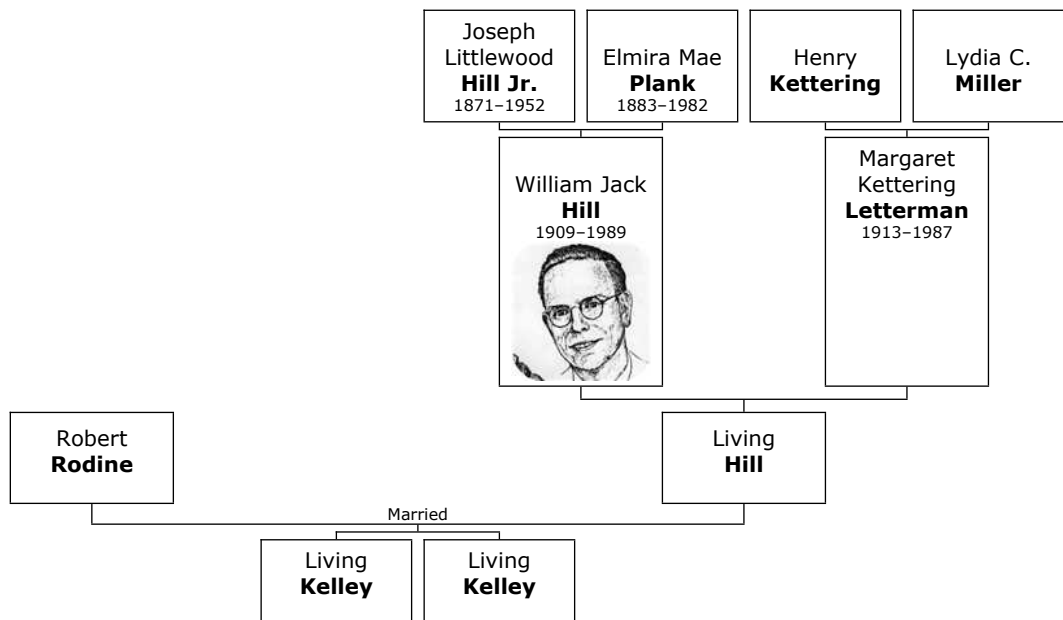 Joseph
Littlewood
Hill Jr.
1871–1952
Elmira Mae
Plank
1883–1982
Henry
Kettering
Lydia C.
Miller
William Jack
Hill
1909–1989
Margaret
Kettering
Letterman
1913–1987
Robert
Rodine
Living
Hill
Married
Living
Kelley
Living
Kelley